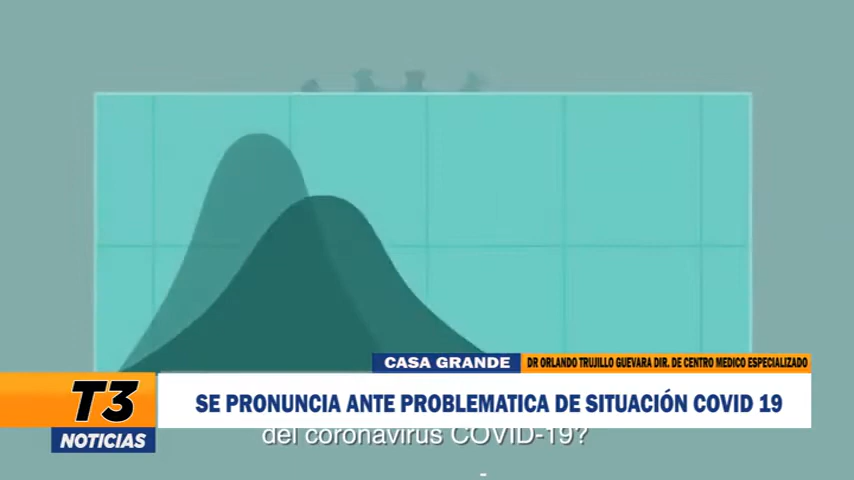 CASA GRANDE
DR ORLANDO TRUJILLO GUEVARA DIR. DE CENTRO MEDICO ESPECIALIZADO
T3
NOTICIAS
SE PRONUNCIA ANTE PROBLEMATICA DE SITUACIÓN COVID 19
del coronavirus COVID-19?